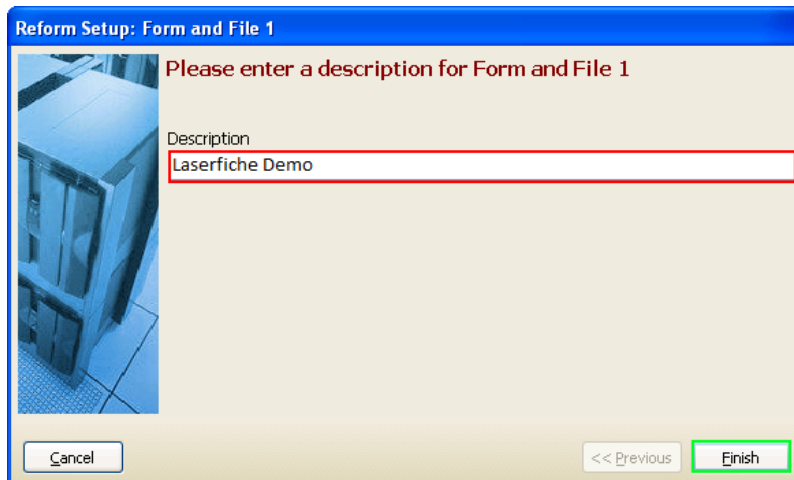 Reform Setup: Form and File 1
Please enter a description for Form and File 1
Description
Laserfiche Demo
Cancel
<< Previous
Finish